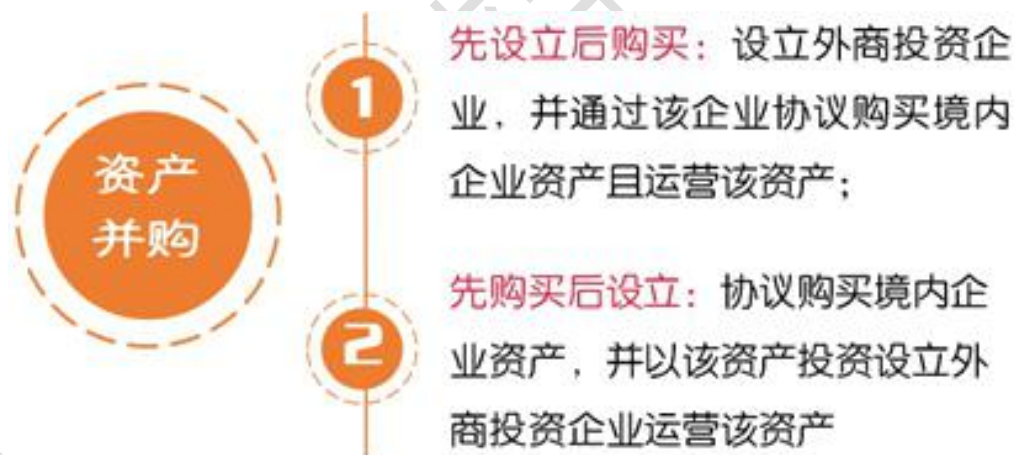 资产
并购
1
先设立后购买：设立外商投资企
业，并通过该企业协议购买境内
企业资产且运营该资产；
2
先购买后设立：协议购买境内企
业资产，并以该资产投资设立外
商投资企业运营该资产